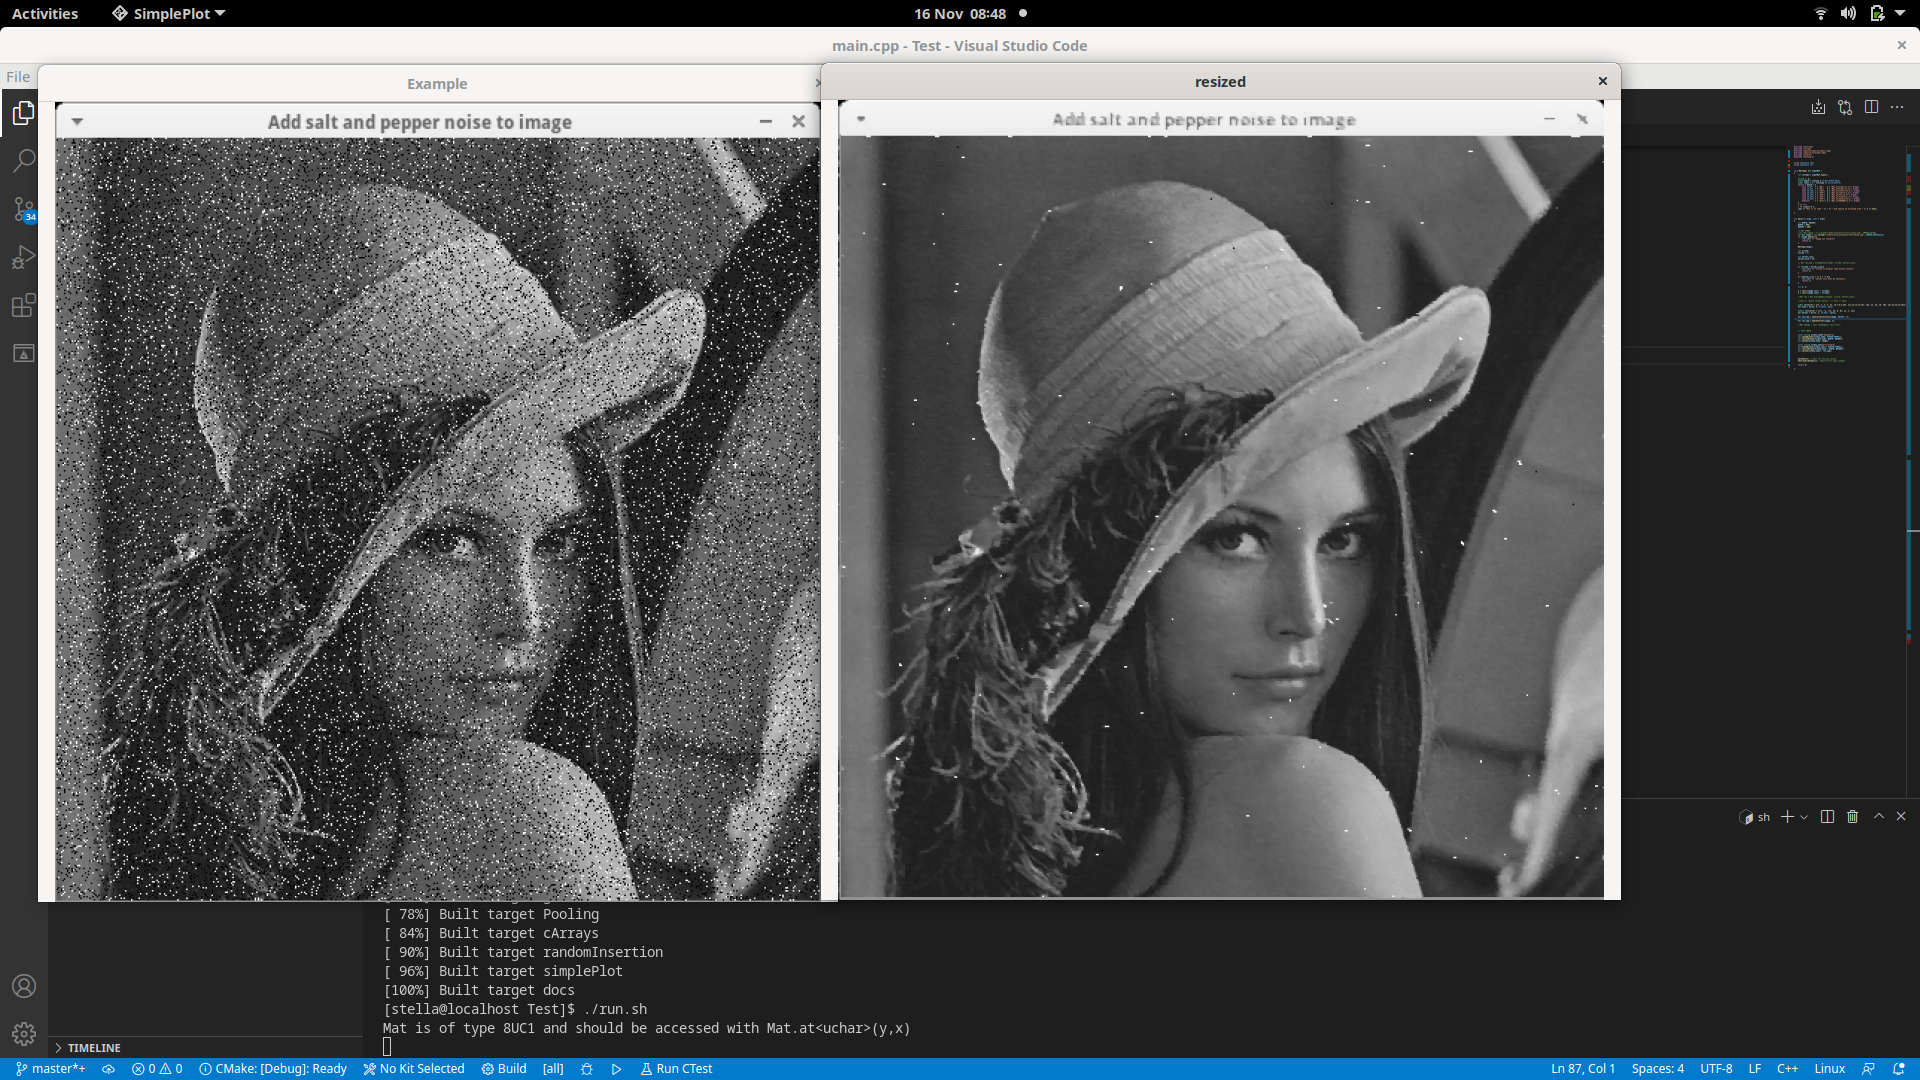 Activities SimplePlot 16 Nov 08:48
main.cpp - Test - Visual Studio Code
File
Example
resized
Add salt and pepper noise to image
Add salt and pepper noise to image
34
sh
[ 78%] Built target Pooling
[ 84%] Built target cArrays
[ 90%] Built target randomInsertion
[ 96%] Built target simplePlot
[100%] Built target docs
[stella@localhost Test]$ ./run.sh
Mat is of type 8UC1 and should be accessed with Mat.at<uchar>(y,x)
TIMELINE
master*+ 0 0 CMake: [Debug]: Ready No Kit Selected Build [all] Run CTest Ln 87, Col 1 Spaces: 4 UTF-8 LF C++ Linux